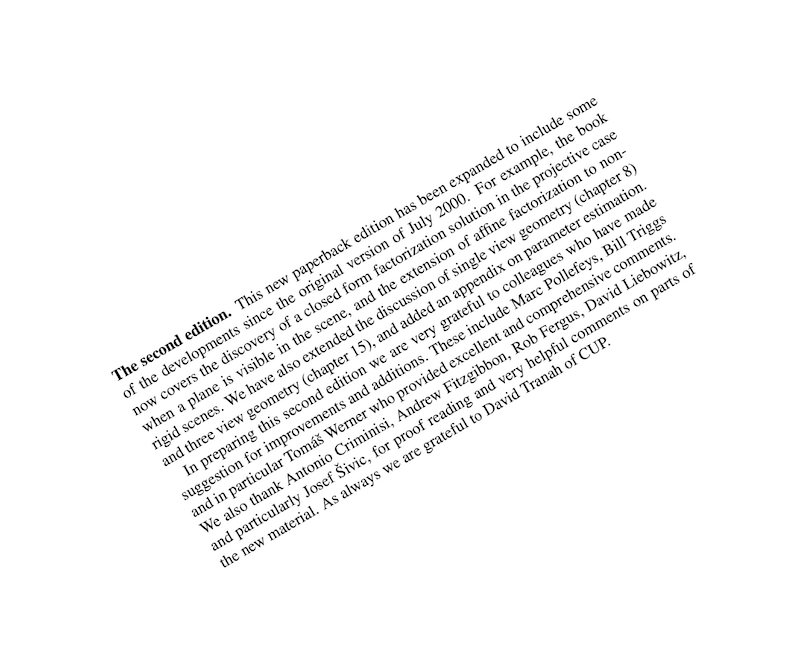 The second edition. This new paperback edition has been expanded to include some
of the developments since the original version of July 2000. For example, the book
now covers the discovery of a closed form factorization solution in the projective case
when a plane is visible in the scene, and the extension of affine factorization to non-
rigid scenes. We have also extended the discussion of single view geometry (chapter 8)
and three view geometry (chapter 15), and added an appendix on parameter estimation.
In preparing this second edition we are very grateful to colleagues who have made
suggestion for improvements and additions. These include Marc Pollefeys, Bill Triggs
and in particular Tomáš Werner who provided excellent and comprehensive comments.
We also thank Antonio Criminisi, Andrew Fitzgibbon, Rob Fergus, David Liebowitz,
and particularly Josef Šivic, for proof reading and very helpful comments on parts of
the new material. As always we are grateful to David Tranah of CUP.